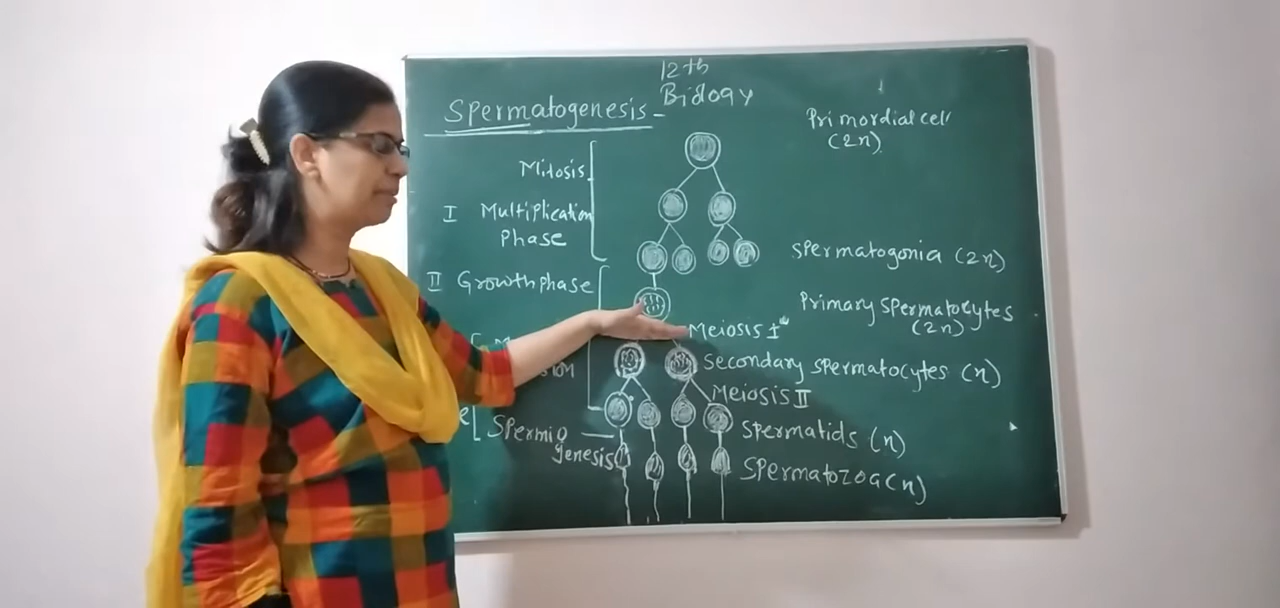 12th
Biology
Spermatogenesis -
Primordial cell
(2n)
Mitosis
I Multiplication
Phase
Spermatogonia (2n)
II Growth phase
Primary spermatocytes
(2n)
Meiosis I
Secondary spermatocytes (n)
Meiosis II
Spermatids (n)
Spermio
genesis
Spermatozoa (n)